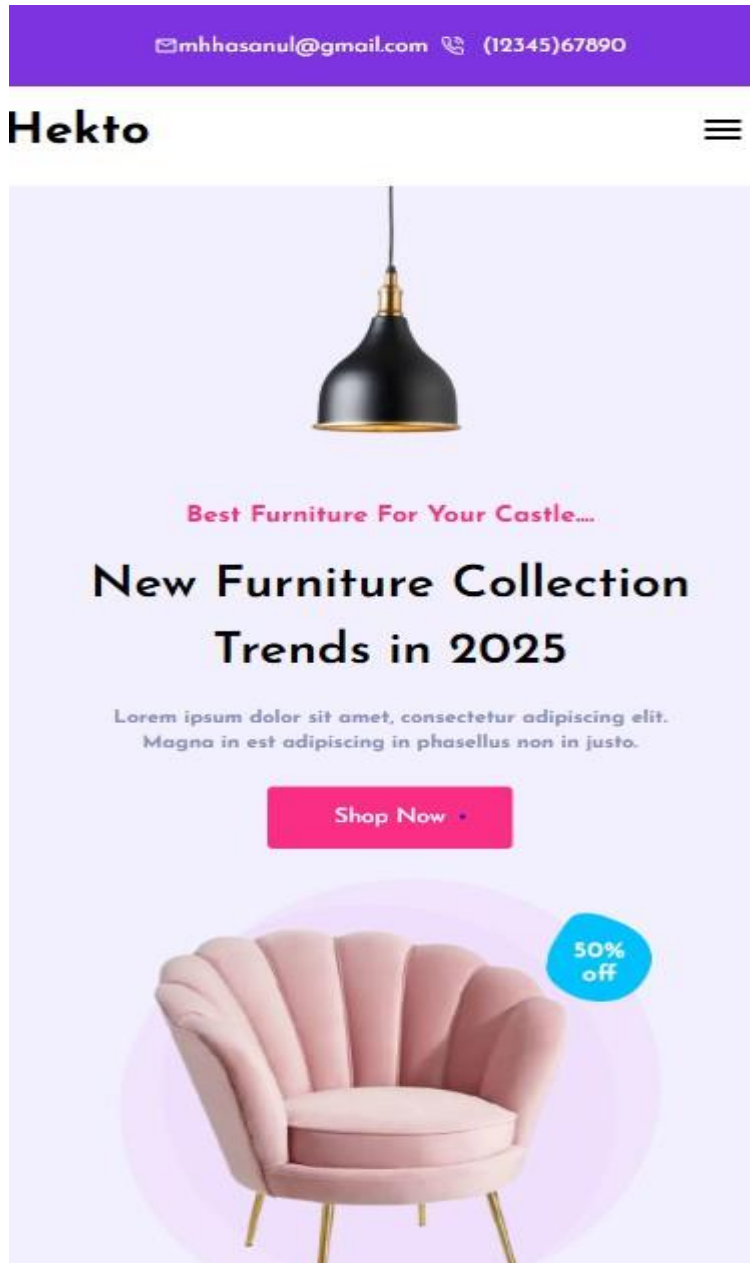 mhhasanul@gmail.com (12345)67890
Hekto
Best Furniture For Your Castle....
New Furniture Collection
Trends in 2025
Lorem ipsum dolor sit amet, consectetur adipiscing elit.
Magna in est adipiscing in phasellus non in justo.
Shop Now
50%
off